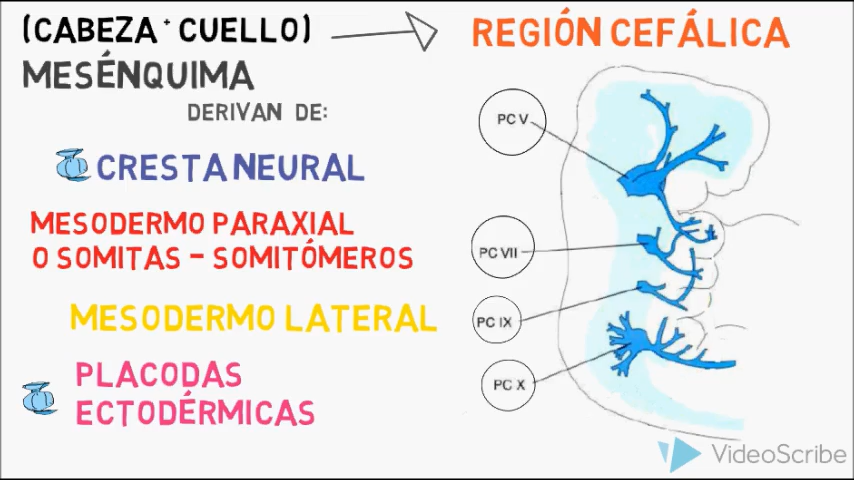 (CABEZA + CUELLO)
REGIÓN CEFÁLICA
MESÉNQUIMA
DERIVAN DE:
CRESTA NEURAL
MESODERMO PARAXIAL
O SOMITAS - SOMITÓMEROS
MESODERMO LATERAL
PLACODAS
ECTODÉRMICAS
PC V
PC VII
PC IX
PC X
VideoScribe